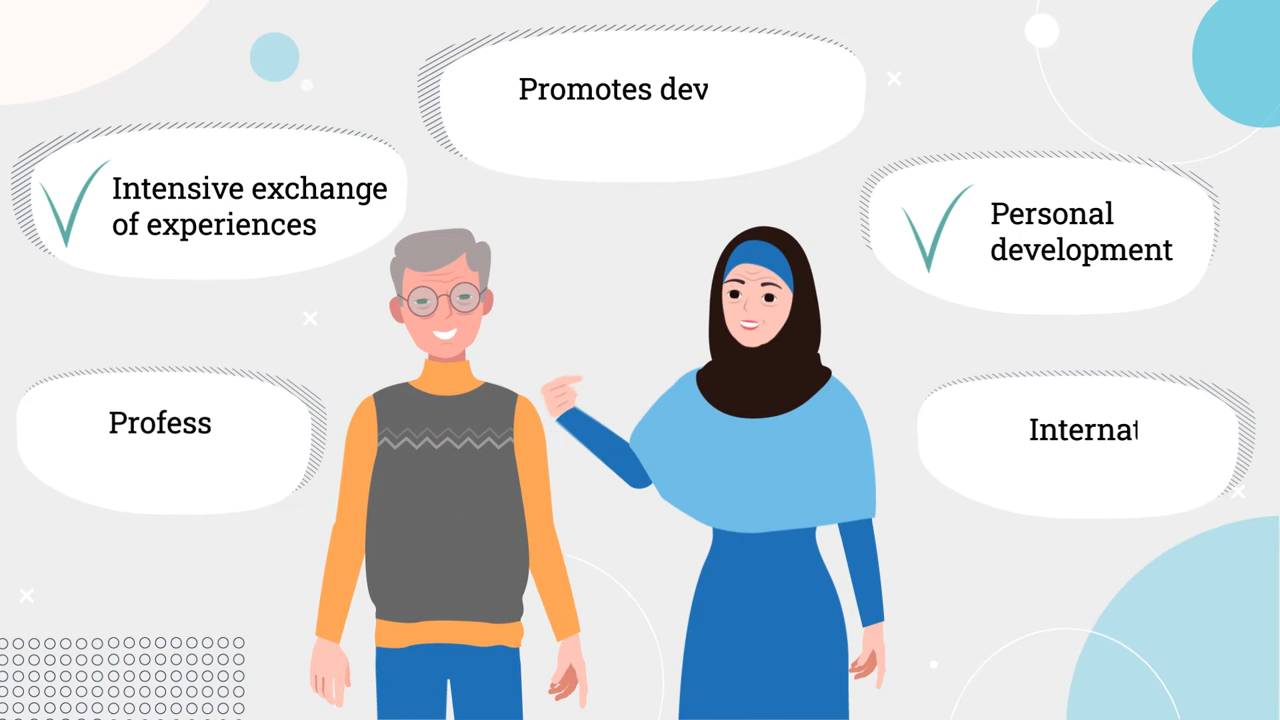 Promotes dev
Intensive exchange
of experiences
Personal
development
Profess
Internat